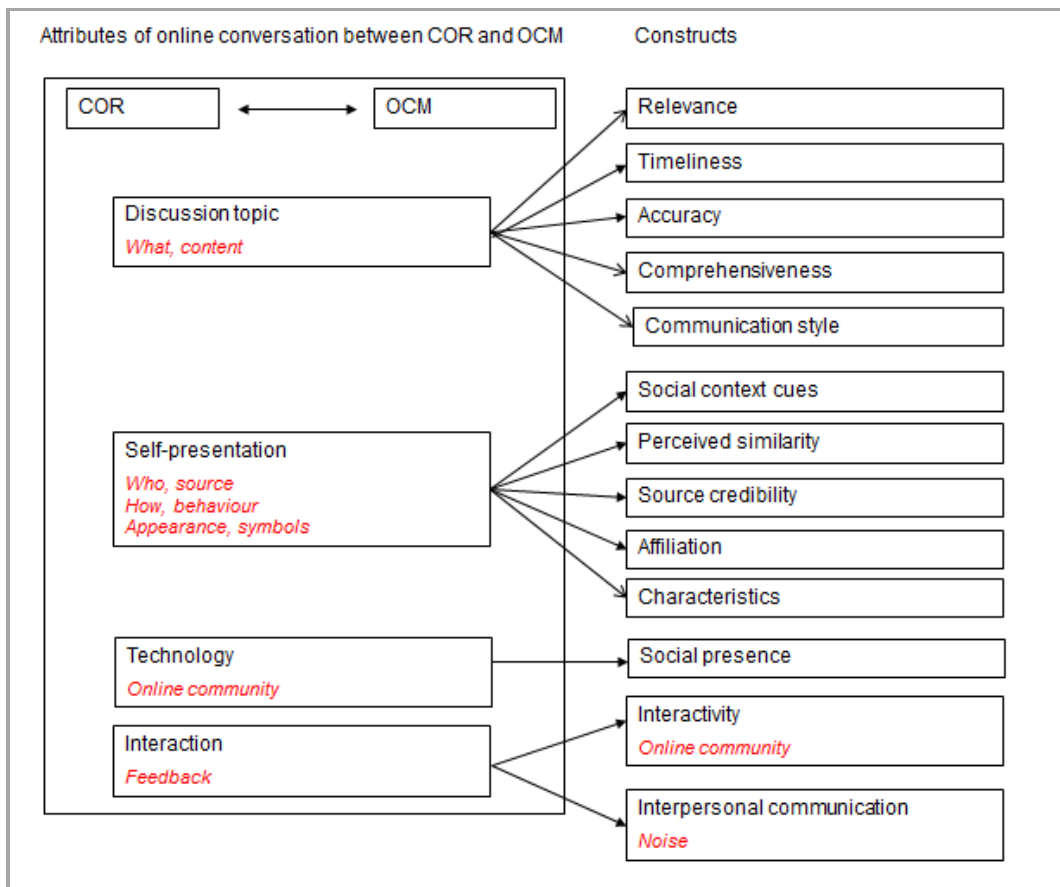 Attributes of online conversation between COR and OCM
Constructs
COR
OCM
Discussion topic
What, content
Self-presentation
Who, source
How, behaviour
Appearance, symbols
Technology
Online community
Interaction
Feedback
Relevance
Timeliness
Accuracy
Comprehensiveness
Communication style
Social context cues
Perceived similarity
Source credibility
Affiliation
Characteristics
Social presence
Interactivity
Online community
Interpersonal communication
Noise